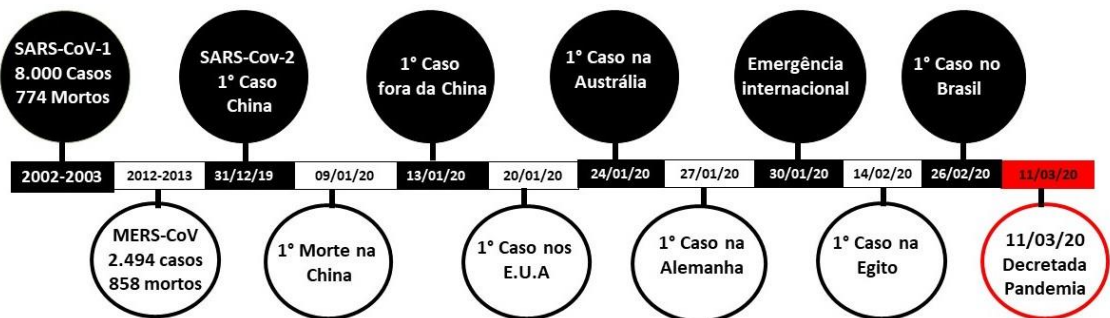 SARS-CoV-1
8.000 Casos
774 Mortos
SARS-Cov-2
1° Caso
China
1° Caso
fora da China
1° Caso na
Austrália
Emergência
internacional
1° Caso no
Brasil
2002-2003
2012-2013
31/12/19
09/01/20
13/01/20
20/01/20
24/01/20
27/01/20
30/01/20
14/02/20
26/02/20
11/03/20
MERS-CoV
2.494 casos
858 mortos
1° Morte na
China
1° Caso nos
E.U.A
1° Caso na
Alemanha
1° Caso na
Egito
11/03/20
Decretada
Pandemia